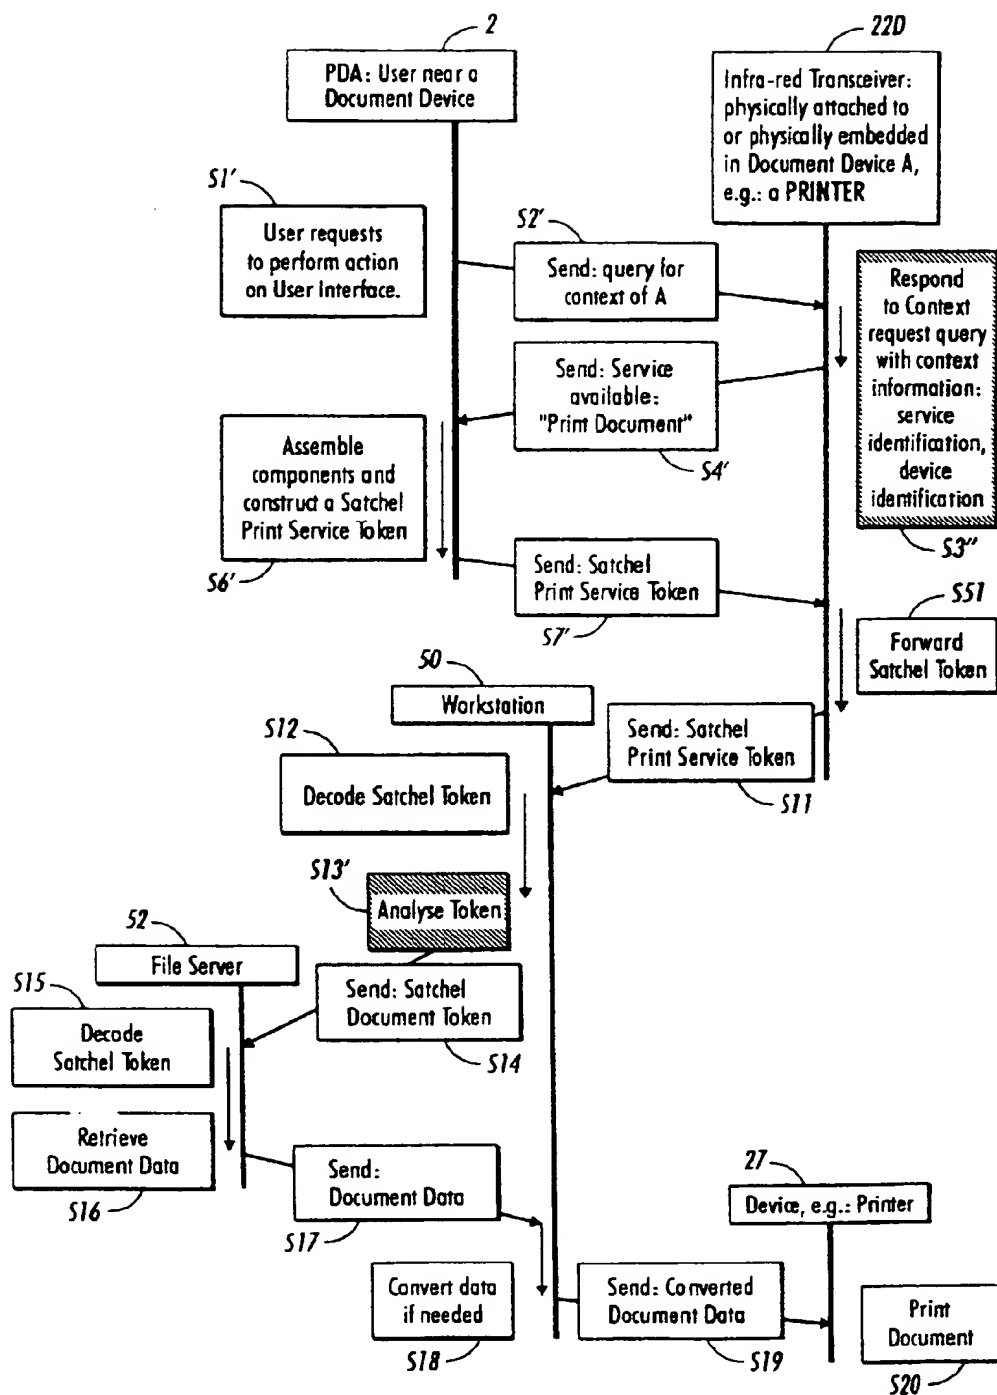 2
22D
PDA: User near a
Document Device
Infra-red Transceiver:
physically attached to
or physically embedded
in Document Device A,
e.g.: a PRINTER
S1'
User requests
to perform action
on User Interface.
S2'
Send: query for
context of A
Respond
to Context
request query
with context
information:
service
identification,
device
identification
S3"
Send: Service
available:
"Print Document"
S4'
Assemble
components and
construct a Satchel
Print Service Token
S6'
Send: Satchel
Print Service Token
S7'
S51
Forward
Satchel Token
50
Workstation
S12
Decode Satchel Token
Send: Satchel
Print Service Token
S11
S13'
Analyse Token
52
File Server
S15
Decode
Satchel Token
Send: Satchel
Document Token
S14
Retrieve
Document Data
S16
Send:
Document Data
S17
27
Device, e.g.: Printer
Convert data
if needed
S18
Send: Converted
Document Data
S19
Print
Document
S20